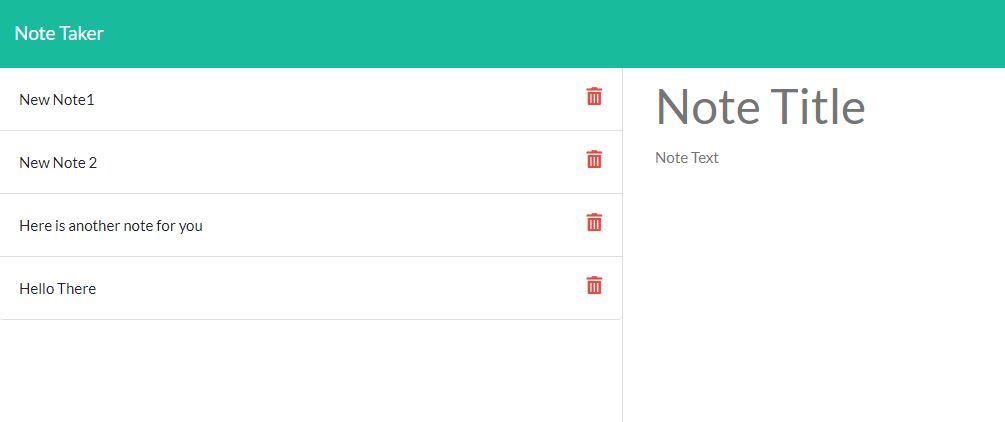 Note Taker
New Note1
New Note 2
Here is another note for you
Hello There
Note Title
Note Text